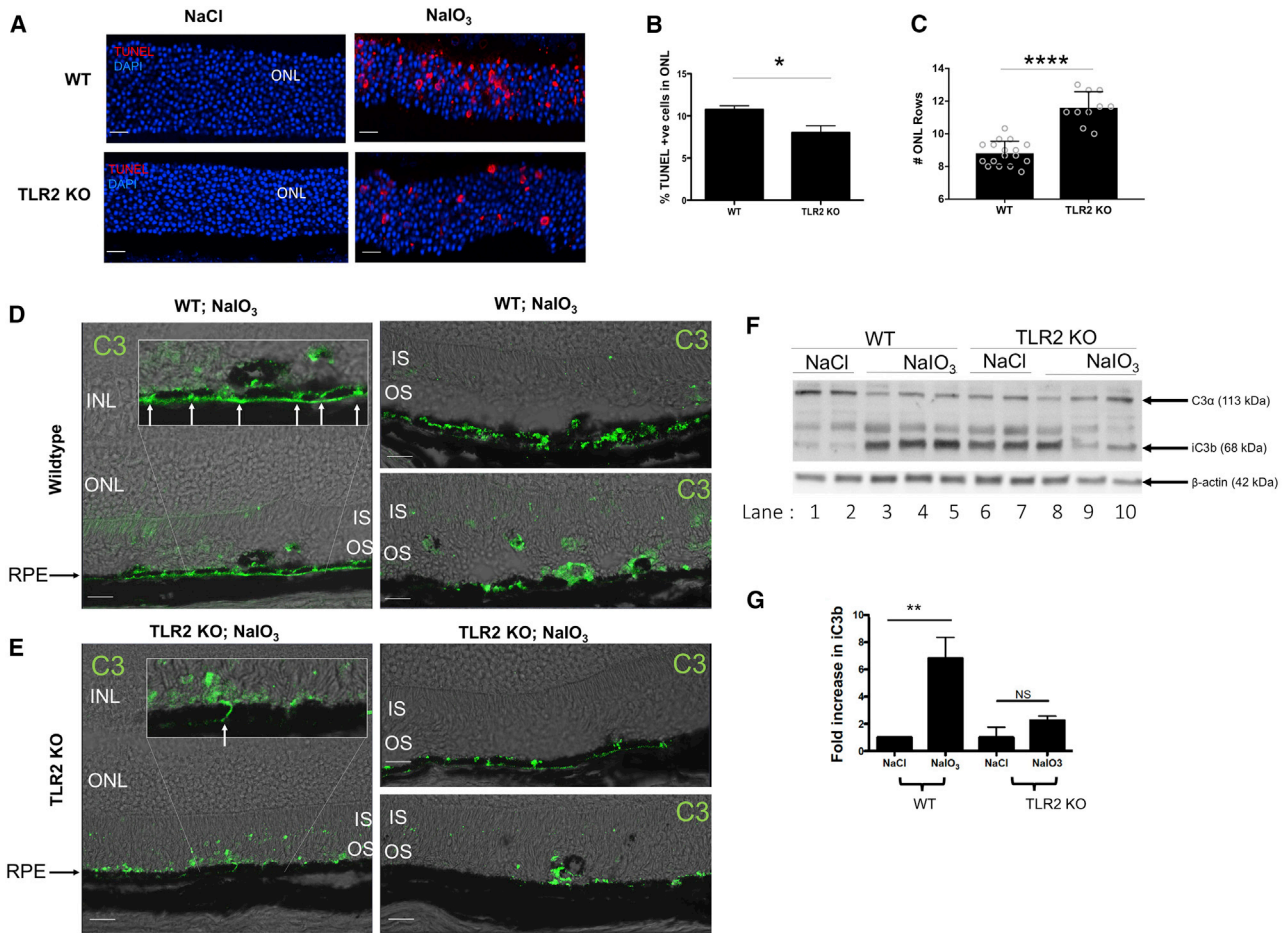 A
NaCl
NaIO3
WT
TUNEL
DAPI
ONL
TLR2 KO
TUNEL
DAPI
ONL
B
*
% TUNEL +ve cells in ONL
15
10
5
0
WT
TLR2 KO
C
****
# ONL Rows
14
12
10
8
6
WT
TLR2 KO
D
WT; NaIO3
WT; NaIO3
Wildtype
C3
INL
ONL
IS
OS
RPE
C3
IS
OS
C3
IS
OS
E
TLR2 KO; NaIO3
TLR2 KO; NaIO3
TLR2 KO
C3
INL
ONL
IS
OS
RPE
IS
OS
C3
C3
IS
OS
F
WT
TLR2 KO
NaCl
NaIO3
NaCl
NaIO3
C3α (113 kDa)
iC3b (68 kDa)
β-actin (42 kDa)
Lane : 1 2 3 4 5 6 7 8 9 10
G
**
NS
Fold increase in iC3b
10
8
6
4
2
0
NaCl
NaIO3
NaCl
NaIO3
WT
TLR2 KO